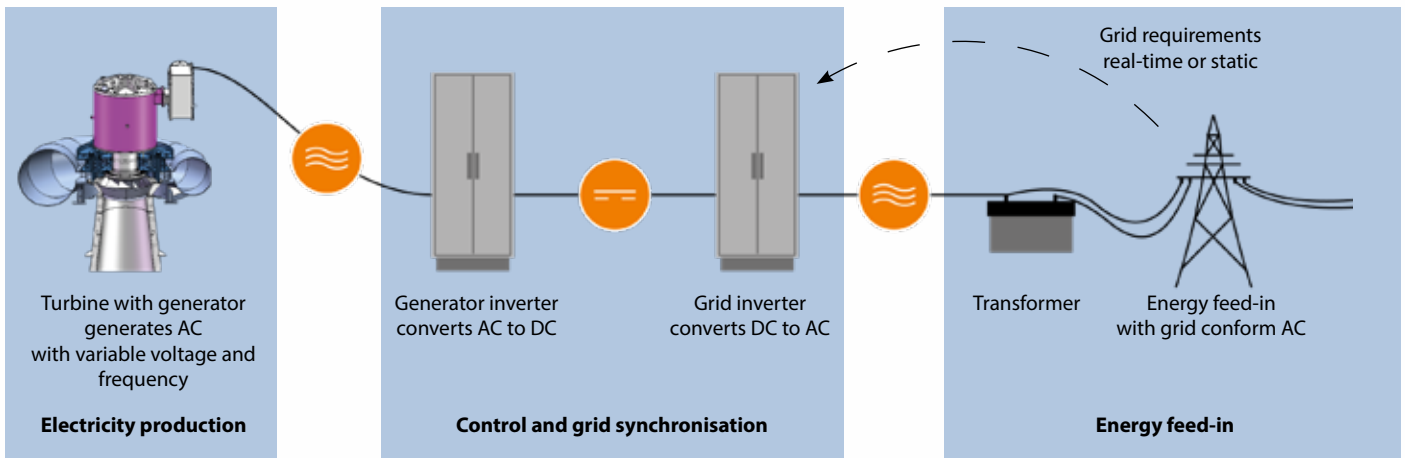 Grid requirements
real-time or static
Turbine with generator
generates AC
with variable voltage and
frequency
Generator inverter
converts AC to DC
Grid inverter
converts DC to AC
Transformer
Energy feed-in
with grid conform AC
Electricity production
Control and grid synchronisation
Energy feed-in